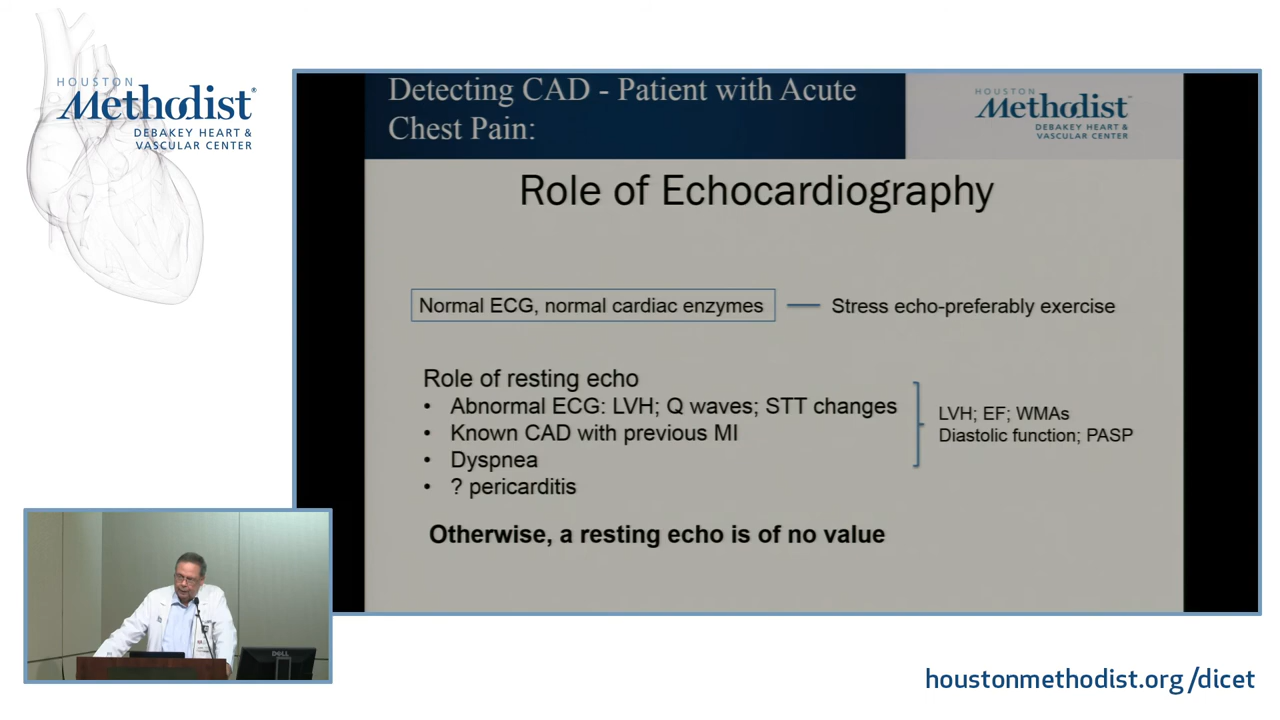 HOUSTON
Methodist®
DEBAKEY HEART &
VASCULAR CENTER
Detecting CAD - Patient with Acute
Chest Pain:
HOUSTON
Methodist
DEBAKEY HEART &
VASCULAR CENTER
Role of Echocardiography
Normal ECG, normal cardiac enzymes — Stress echo-preferably exercise
Role of resting echo
• Abnormal ECG: LVH; Q waves; STT changes
• Known CAD with previous MI
• Dyspnea
• ? pericarditis
LVH; EF; WMAs
Diastolic function; PASP
Otherwise, a resting echo is of no value
DELL
houstonmethodist.org/dicet